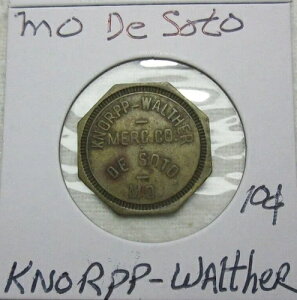 MO De Soto
KNORPP-WALTHER
MERC. CO.
DE SOTO
MO
10¢
KNORPP-WALTHER